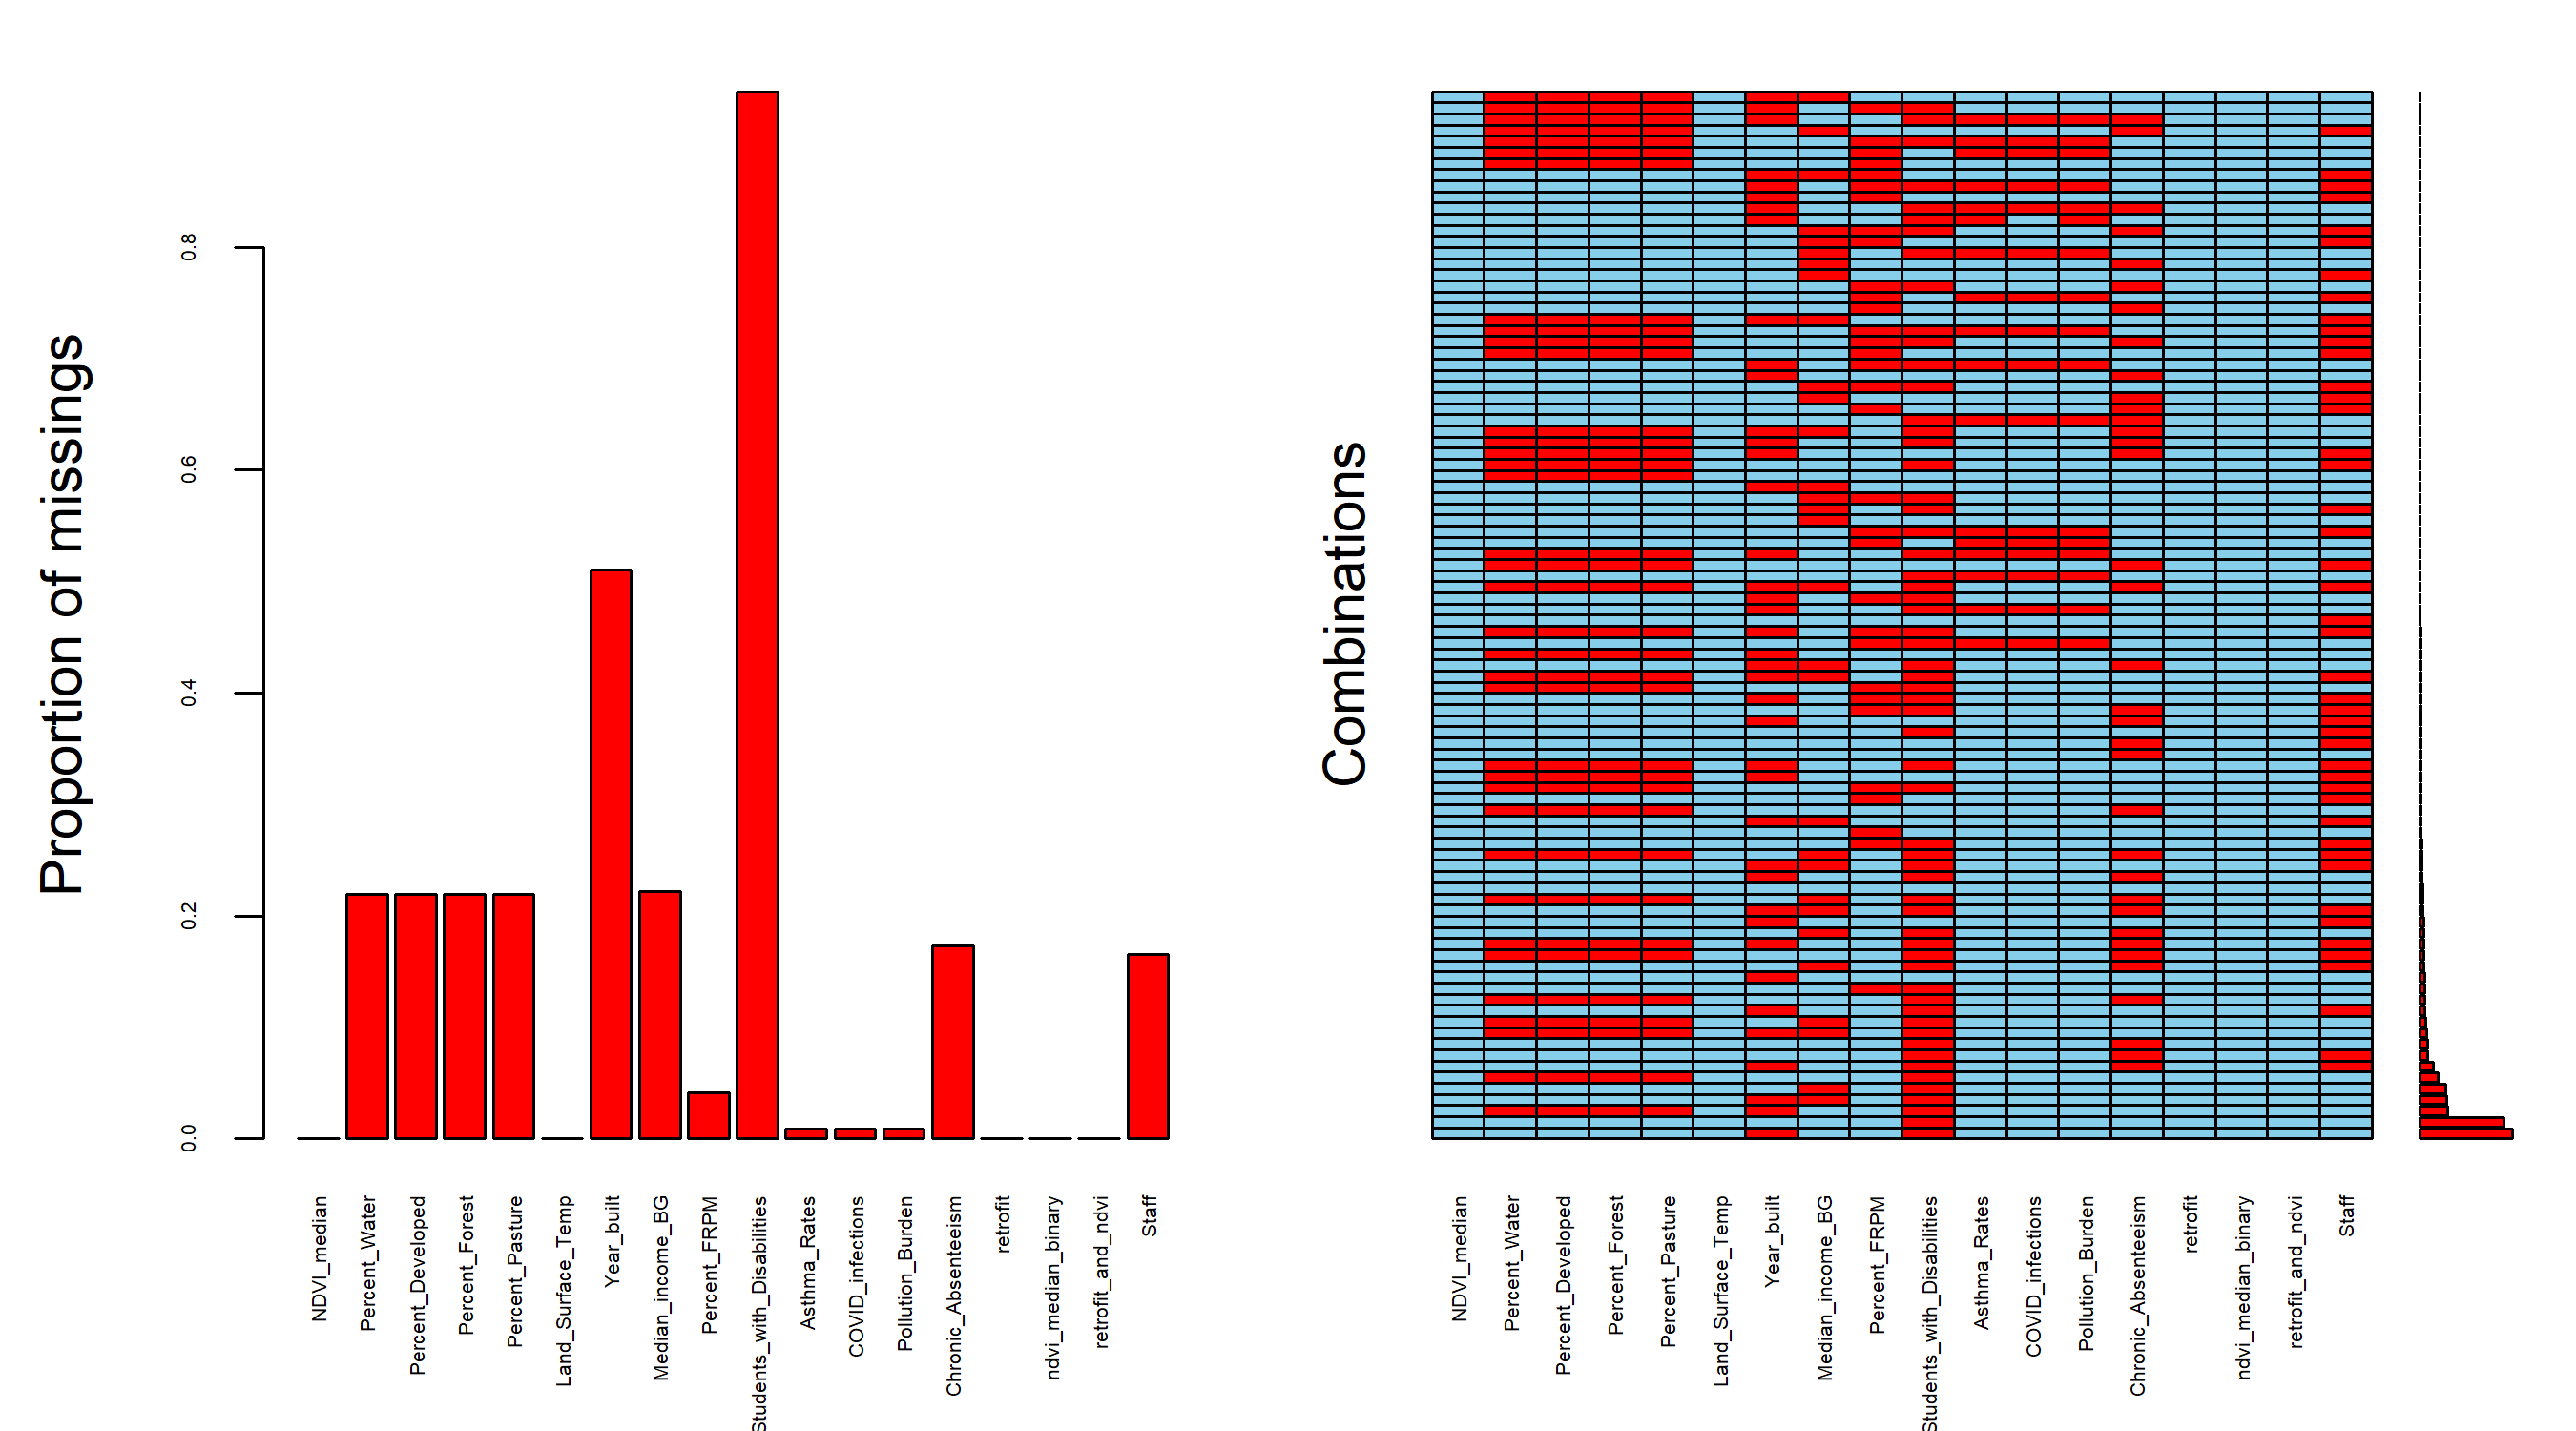 Proportion of missings
0.0
0.2
0.4
0.6
0.8
NDVI_median
Percent_Water
Percent_Developed
Percent_Forest
Percent_Pasture
Land_Surface_Temp
Year_built
Median_income_BG
Percent_FRPM
Students_with_Disabilities
Asthma_Rates
COVID_infections
Pollution_Burden
Chronic_Absenteeism
retrofit
ndvi_median_binary
retrofit_and_ndvi
Staff
Combinations
NDVI_median
Percent_Water
Percent_Developed
Percent_Forest
Percent_Pasture
Land_Surface_Temp
Year_built
Median_income_BG
Percent_FRPM
Students_with_Disabilities
Asthma_Rates
COVID_infections
Pollution_Burden
Chronic_Absenteeism
retrofit
ndvi_median_binary
retrofit_and_ndvi
Staff